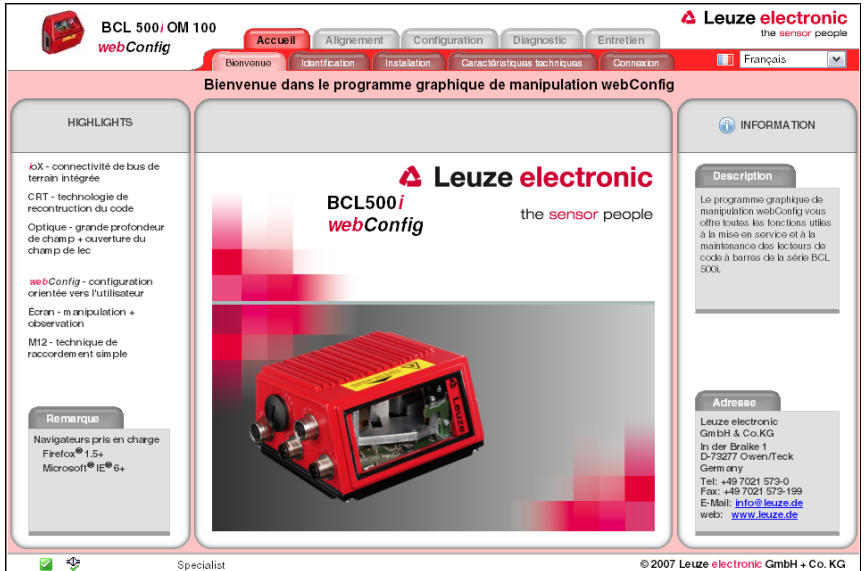 BCL 500i OM 100
webConfig
Accueil
Alignement
Configuration
Diagnostic
Entretien
Leuze electronic
the sensor people
Bienvenue
Identification
Installation
Caractéristiques techniques
Connexion
Français
Bienvenue dans le programme graphique de manipulation webConfig
HIGHLIGHTS
ioX - connectivité de bus de
terrain intégrée
CRT - technologie de
recontruction du code
Optique - grande profondeur
de champ + ouverture du
champ de lec
webConfig - configuration
orientée vers l'utilisateur
Écran - manipulation +
observation
M12 - technique de
raccordement simple
Remarque
Navigateurs pris en charge
Firefox® 1.5+
Microsoft® IE® 6+
Leuze electronic
BCL500i
webConfig
the sensor people
Leuze
INFORMATION
Description
Le programme graphique de
manipulation webConfig vous
offre toutes les fonctions utiles
à la mise en service et à la
maintenance des lecteurs de
code à barres de la série BCL
500i.
Adresse
Leuze electronic
GmbH & Co.KG
In der Braike 1
D-73277 Owen/Teck
Germany
Tel: +49 7021 573-0
Fax: +49 7021 573-199
E-Mail: info@leuze.de
web: www.leuze.de
Specialist
© 2007 Leuze electronic GmbH + Co. KG